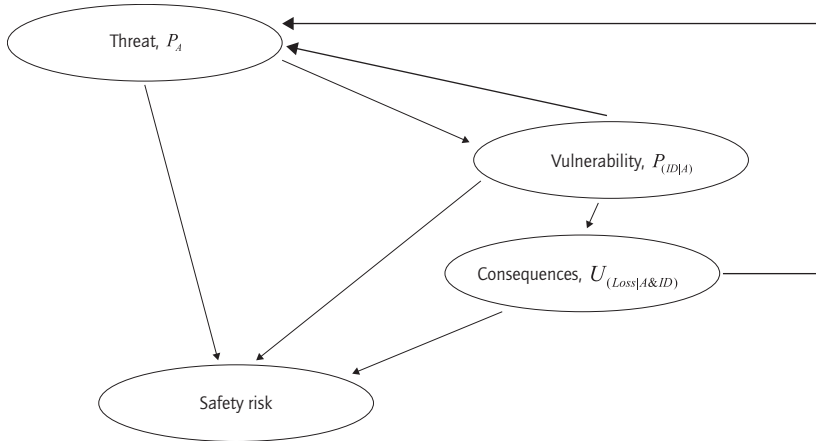 Threat, P_A
Vulnerability, P_(ID|A)
Consequences, U_(Loss|A&ID)
Safety risk